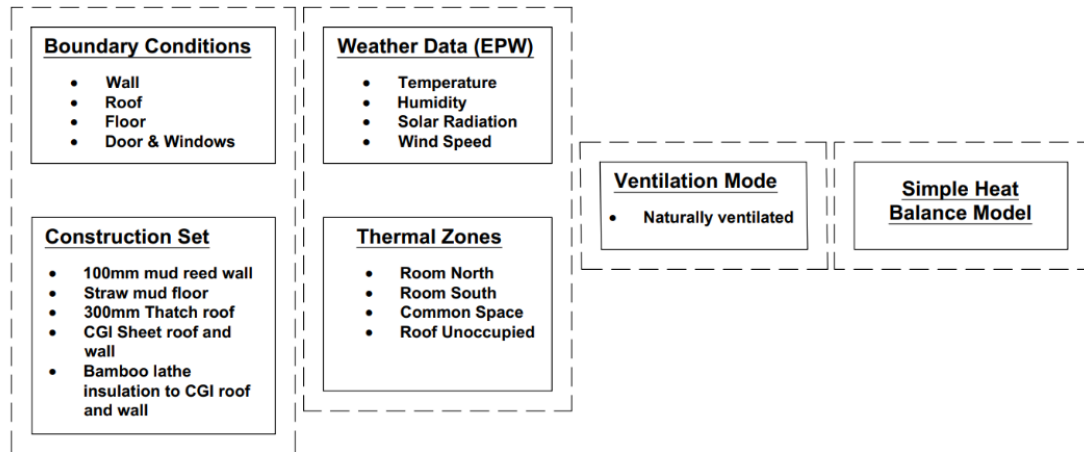 Boundary Conditions
• Wall
• Roof
• Floor
• Door & Windows
Construction Set
• 100mm mud reed wall
• Straw mud floor
• 300mm Thatch roof
• CGI Sheet roof and
wall
• Bamboo lathe
insulation to CGI roof
and wall
Weather Data (EPW)
• Temperature
• Humidity
• Solar Radiation
• Wind Speed
Thermal Zones
• Room North
• Room South
• Common Space
• Roof Unoccupied
Ventilation Mode
• Naturally ventilated
Simple Heat
Balance Model